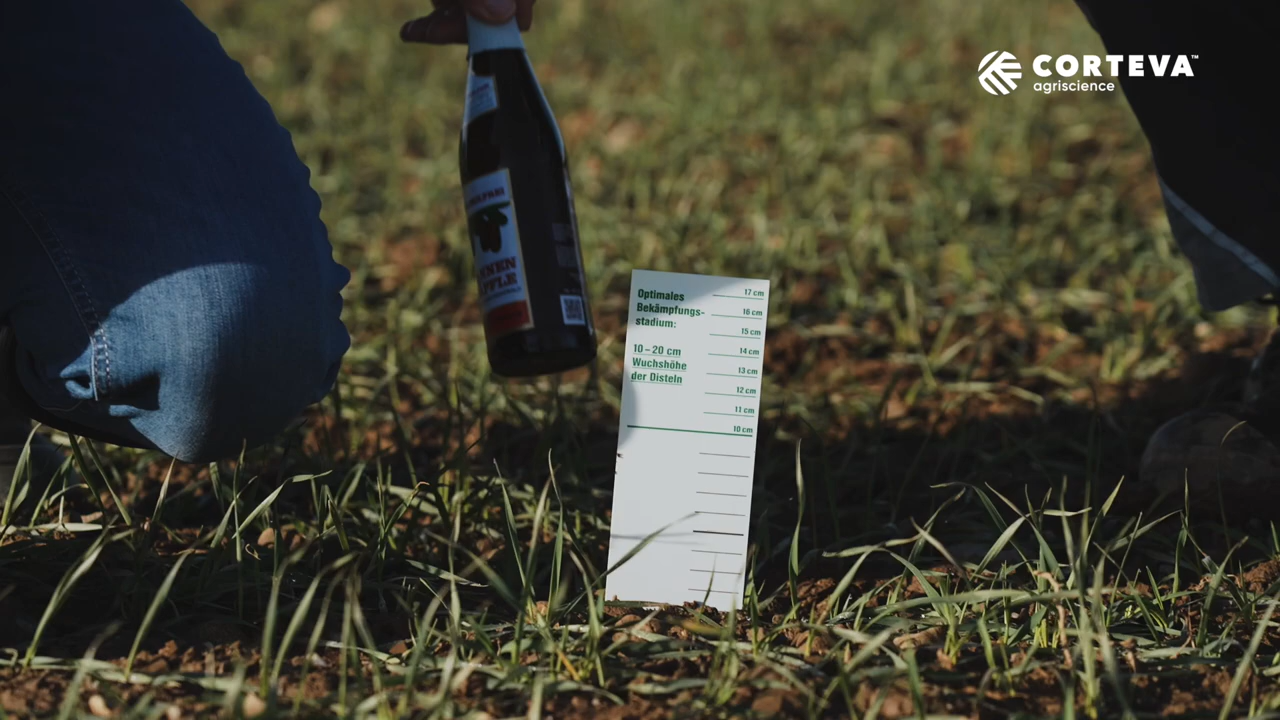 CORTEVA™
agriscience
Optimales
Bekämpfungs-
stadium:
10 – 20 cm
Wuchshöhe
der Disteln
17 cm
16 cm
15 cm
14 cm
13 cm
12 cm
11 cm
10 cm